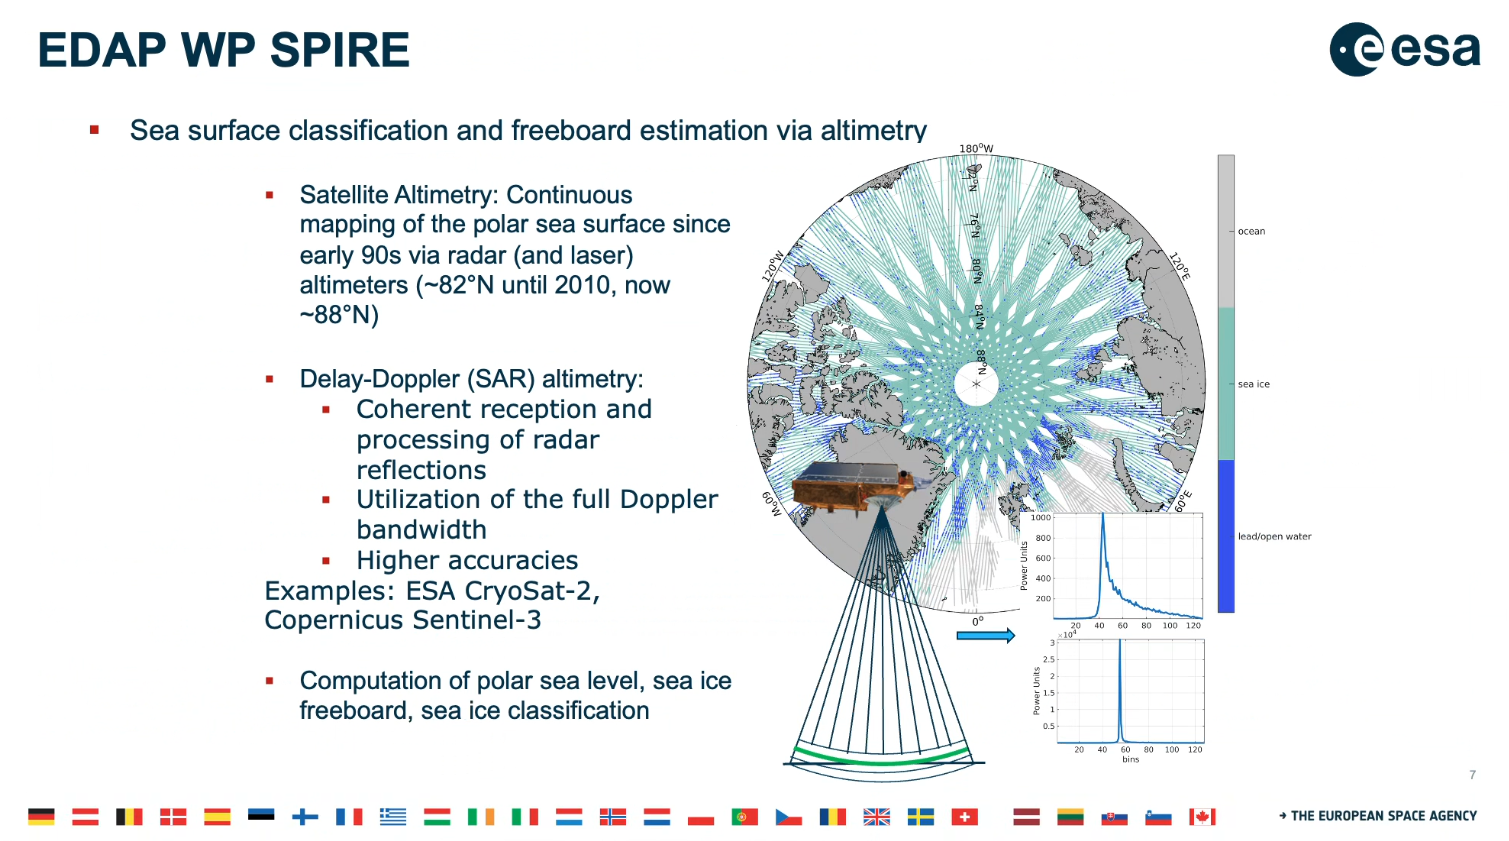 EDAP WP SPIRE
esa
Sea surface classification and freeboard estimation via altimetry
Satellite Altimetry: Continuous
mapping of the polar sea surface since
early 90s via radar (and laser)
altimeters (~82°N until 2010, now
~88°N)
Delay-Doppler (SAR) altimetry:
Coherent reception and
processing of radar
reflections
Utilization of the full Doppler
bandwidth
Higher accuracies
Examples: ESA CryoSat-2,
Copernicus Sentinel-3
Computation of polar sea level, sea ice
freeboard, sea ice classification
180°W
120°W
120°E
60°W
60°E
0°
76°N
80°N
84°N
88°N
ocean
sea ice
lead/open water
Power Units
1000
800
600
400
200
20 40 60 80 100 120
×10⁴
Power Units
3
2.5
2
1.5
1
0.5
20 40 60 80 100 120
bins
7
→ THE EUROPEAN SPACE AGENCY